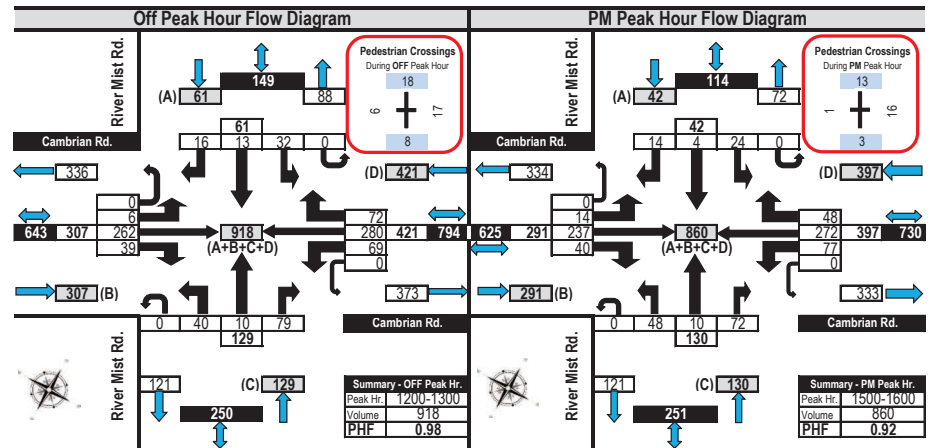 Off Peak Hour Flow Diagram
River Mist Rd.
149
(A) 61
88
Pedestrian Crossings
During OFF Peak Hour
18
6
17
8
61
16 13 32 0
Cambrian Rd.
336
(D) 421
0
6
262
39
643 307
918
(A+B+C+D)
72
280
69
0
421 794
307 (B)
373
0 40 10 79
129
Cambrian Rd.
River Mist Rd.
121
(C) 129
250
Summary - OFF Peak Hr.
Peak Hr. 1200-1300
Volume 918
PHF 0.98
PM Peak Hour Flow Diagram
River Mist Rd.
114
(A) 42
72
Pedestrian Crossings
During PM Peak Hour
13
1
16
3
42
14 4 24 0
Cambrian Rd.
334
(D) 397
0
14
237
40
625 291
860
(A+B+C+D)
48
272
77
0
397 730
291 (B)
333
0 48 10 72
130
Cambrian Rd.
River Mist Rd.
121
(C) 130
251
Summary - PM Peak Hr.
Peak Hr. 1500-1600
Volume 860
PHF 0.92